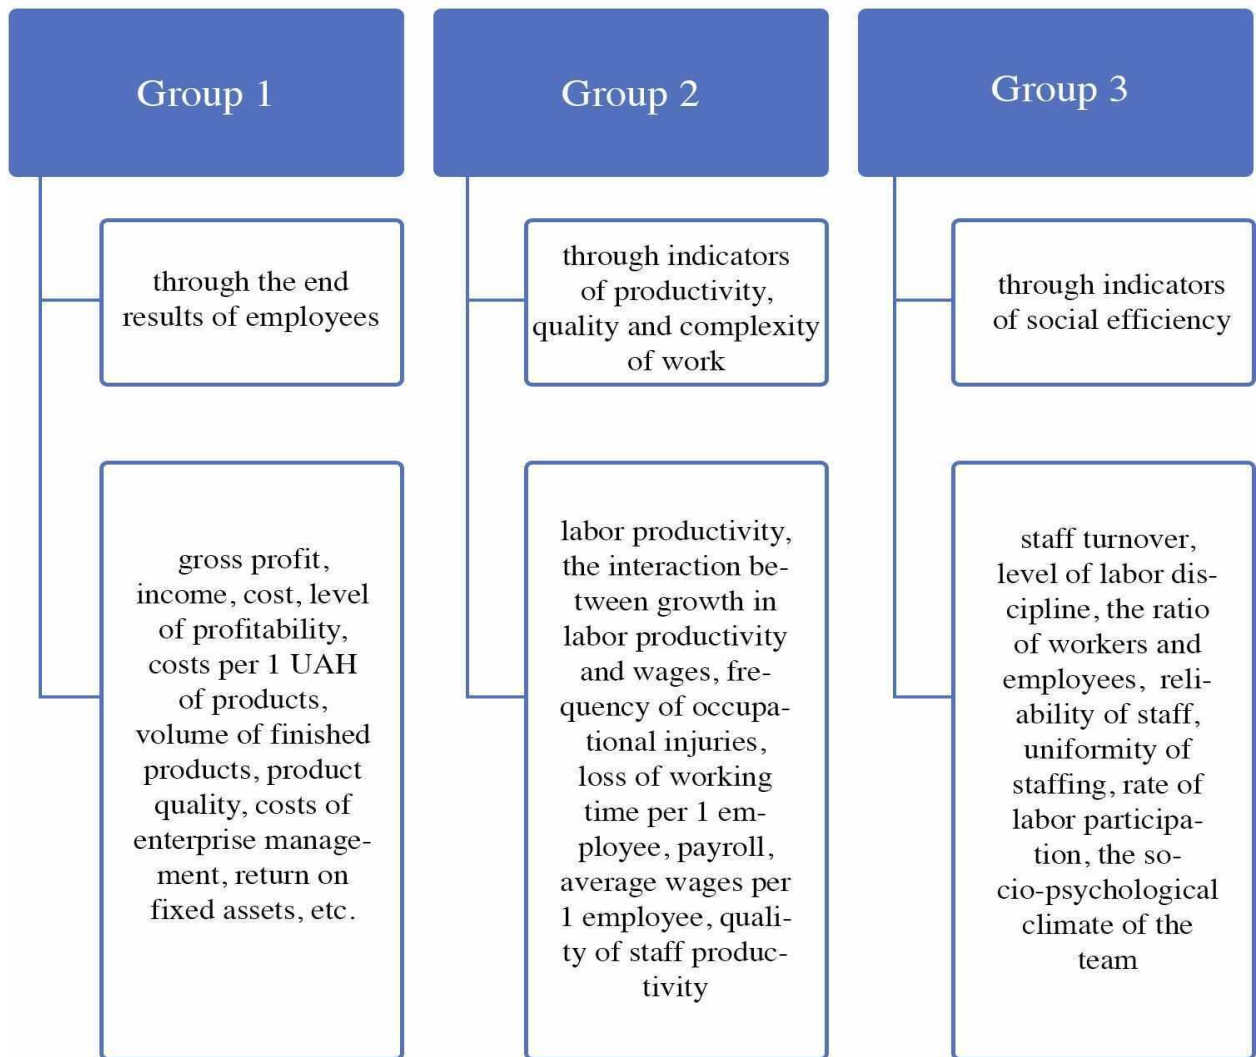 Group 1
through the end
results of employees
gross profit,
income, cost, level
of profitability,
costs per 1 UAH
of products,
volume of finished
products, product
quality, costs of
enterprise manage-
ment, return on
fixed assets, etc.
Group 2
through indicators
of productivity,
quality and complexity
of work
labor productivity,
the interaction be-
tween growth in
labor productivity
and wages, fre-
quency of occupa-
tional injuries,
loss of working
time per 1 em-
ployee, payroll,
average wages per
1 employee, quali-
ty of staff produc-
tivity
Group 3
through indicators
of social efficiency
staff turnover,
level of labor dis-
cipline, the ratio
of workers and
employees, reli-
ability of staff,
uniformity of
staffing, rate of
labor participa-
tion, the so-
cio-psychological
climate of the
team